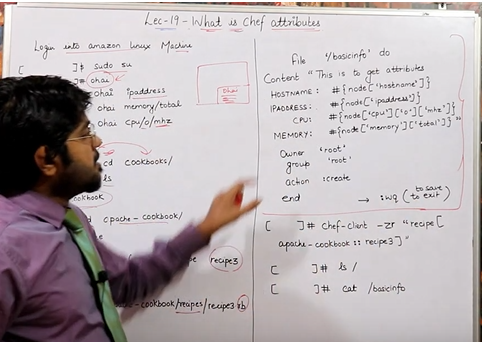 Lec-19 - What is Chef attributes
Login into amazon linux Machine
[ ]$ sudo su
]# ohai
ohai ipaddress
ohai memory/total
ohai cpu/0/mhz
ohai
ls
cd cookbooks/
cookbook
apache-cookbook/
recipe3
-cookbook/recipes/recipe3.rb
File '/basicinfo' do
Content "This is to get attributes
HOSTNAME: #{node['hostname']}
IPADDRESS: #{node['ipaddress']}
CPU: #{node['cpu']['0']['mhz']}
MEMORY: #{node['memory']['total']}"
Owner 'root'
group 'root'
action :create
end → :wq (to save to exit)
[ ]# Chef-client -zr "recipe[
apache-cookbook::recipe3]"
[ ]# ls /
[ ]# cat /basicinfo